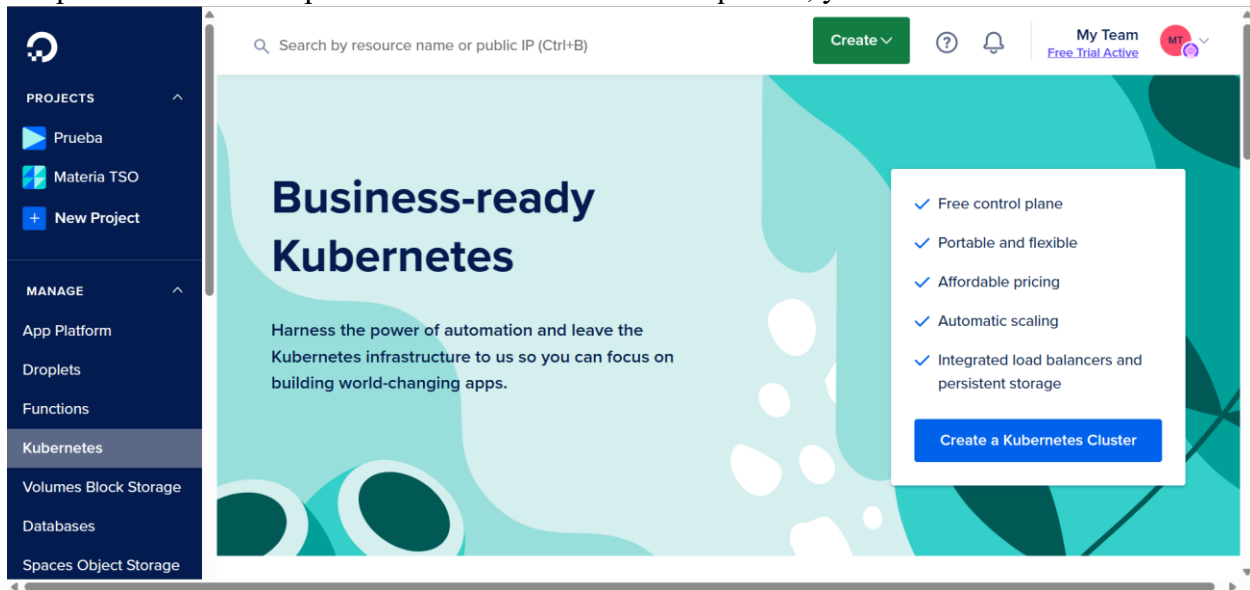 Search by resource name or public IP (Ctrl+B)
Create
My Team
Free Trial Active
MT
PROJECTS
Prueba
Materia TSO
+ New Project
MANAGE
App Platform
Droplets
Functions
Kubernetes
Volumes Block Storage
Databases
Spaces Object Storage
Business-ready
Kubernetes
Harness the power of automation and leave the
Kubernetes infrastructure to us so you can focus on
building world-changing apps.
Free control plane
Portable and flexible
Affordable pricing
Automatic scaling
Integrated load balancers and
persistent storage
Create a Kubernetes Cluster